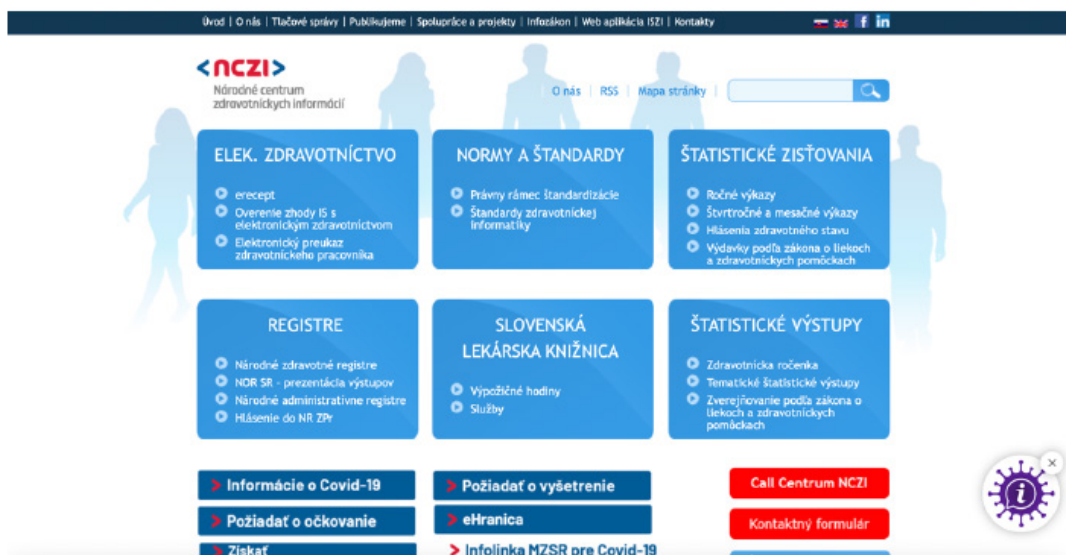 Úvod | O nás | Tlačové správy | Publikujeme | Spolupráce a projekty | Infozákon | Web aplikácia ISZI | Kontakty
f in
<nczi>
Národné centrum
zdravotníckych informácií
O nás | RSS | Mapa stránky |
ELEK. ZDRAVOTNÍCTVO
erecept
Overenie zhody IS s
elektronickým zdravotníctvom
Elektronický preukaz
zdravotníckeho pracovníka
NORMY A ŠTANDARDY
Právny rámec štandardizácie
Štandardy zdravotníckej
informatiky
ŠTATISTICKÉ ZISŤOVANIA
Ročné výkazy
Štvrťročné a mesačné výkazy
Hlásenia zdravotného stavu
Výdavky podľa zákona o liekoch
a zdravotníckych pomôckach
REGISTRE
Národné zdravotné registre
NOR SR - prezentácia výstupov
Národné administratívne registre
Hlásenie do NR ZPr
SLOVENSKÁ
LEKÁRSKA KNIŽNICA
Výpožičné hodiny
Služby
ŠTATISTICKÉ VÝSTUPY
Zdravotnícka ročenka
Tematické štatistické výstupy
Zverejňovanie podľa zákona o
liekoch a zdravotníckych
pomôckach
Informácie o Covid-19
Požiadať o vyšetrenie
Call Centrum NCZI
Požiadať o očkovanie
eHranica
Kontaktný formulár
Získať
Infolinka MZSR pre Covid-19